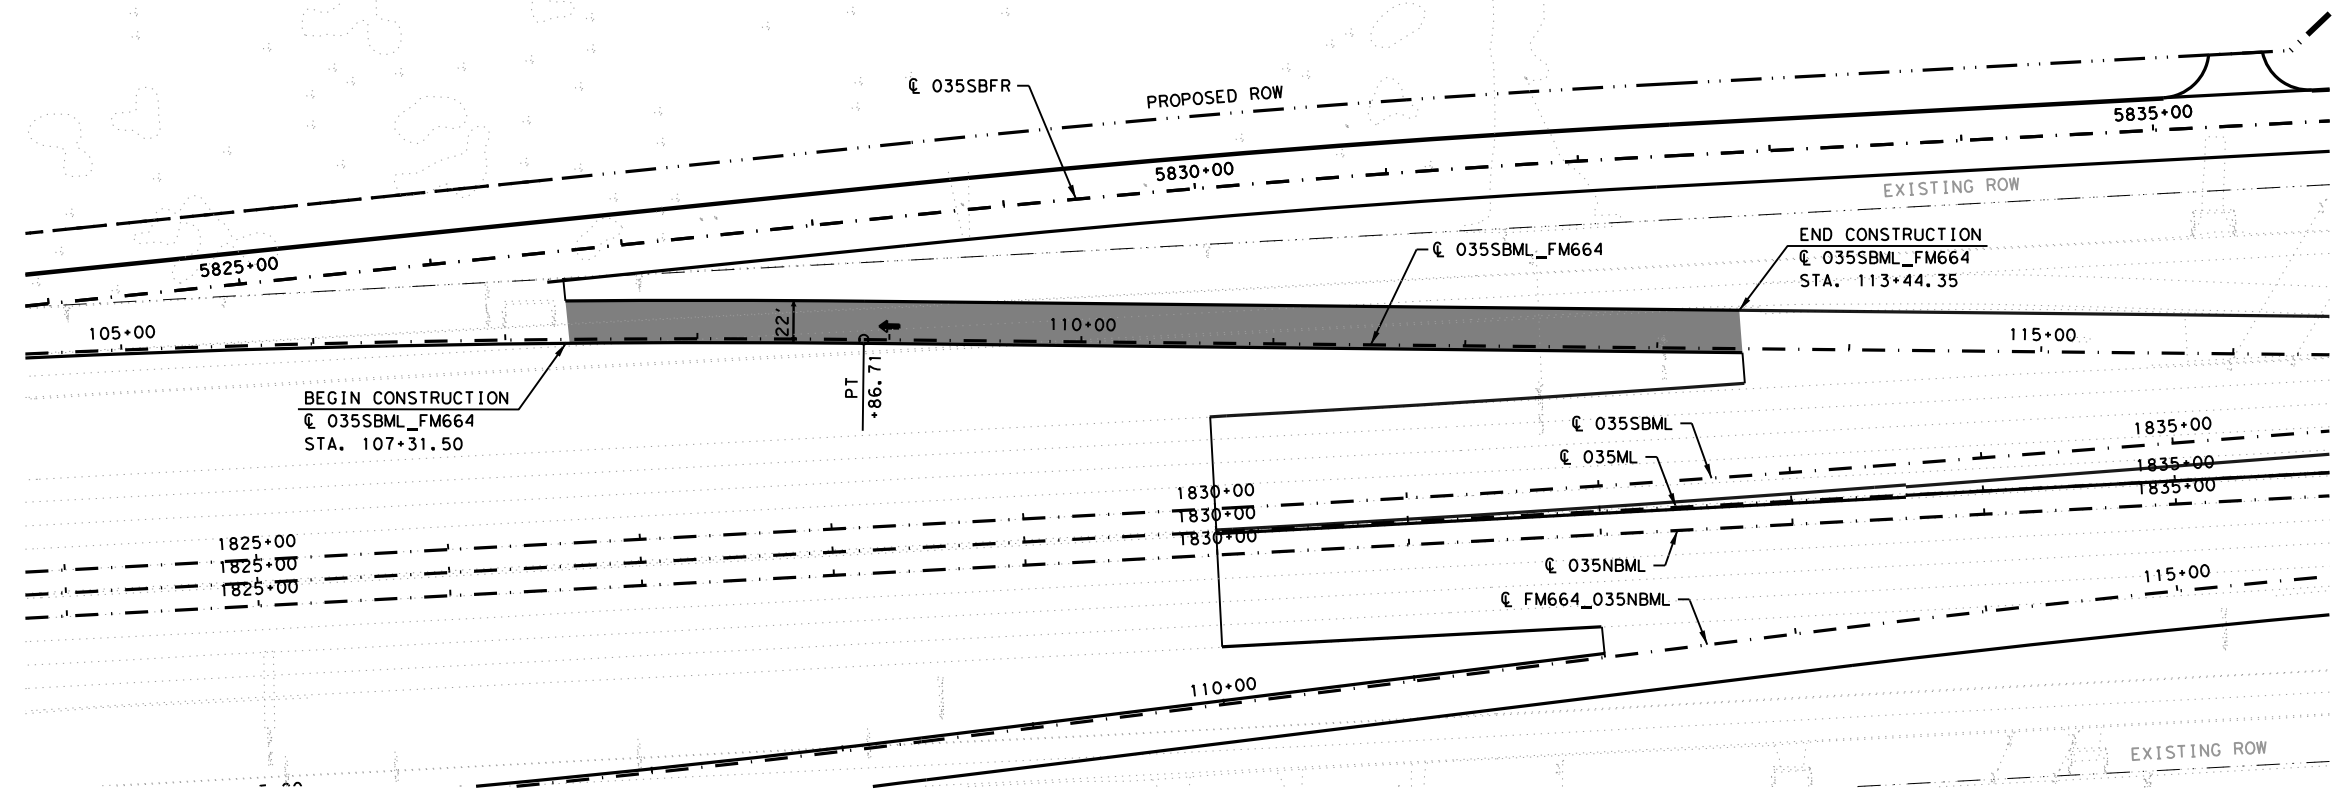 ℄ 035SBFR
PROPOSED ROW
5835+00
5830+00
EXISTING ROW
END CONSTRUCTION
℄ 035SBML_FM664
STA. 113+44.35
℄ 035SBML_FM664
5825+00
105+00
22'
110+00
115+00
PT
+86.71
BEGIN CONSTRUCTION
℄ 035SBML_FM664
STA. 107+31.50
℄ 035SBML
1835+00
℄ 035ML
1835+00
1835+00
1830+00
1830+00
1830+00
1825+00
1825+00
1825+00
℄ 035NBML
115+00
℄ FM664_035NBML
110+00
EXISTING ROW